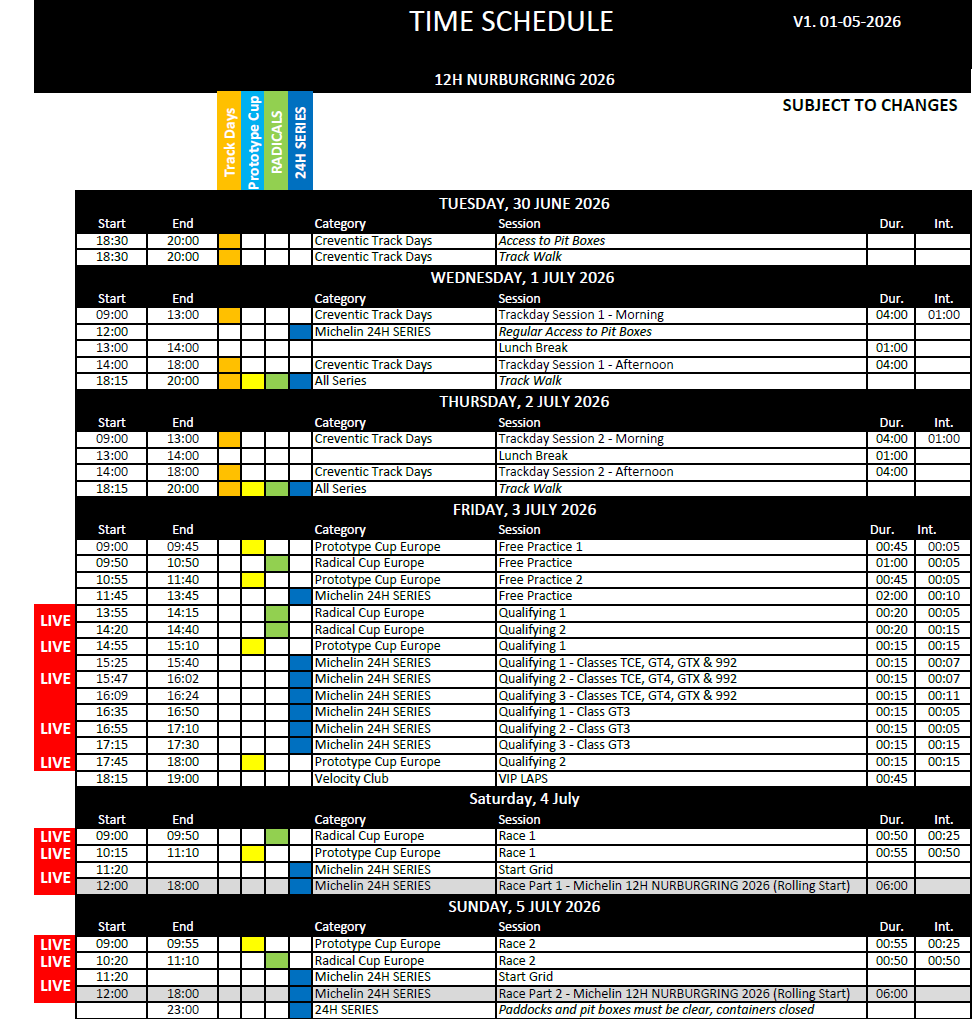 TIME SCHEDULE
V1. 01-05-2026
12H NURBURGRING 2026
SUBJECT TO CHANGES
Track Days
Prototype Cup
RADICALS
24H SERIES
TUESDAY, 30 JUNE 2026
Start End Category Session Dur. Int.
18:30 20:00 Creventic Track Days Access to Pit Boxes
18:30 20:00 Creventic Track Days Track Walk
WEDNESDAY, 1 JULY 2026
Start End Category Session Dur. Int.
09:00 13:00 Creventic Track Days Trackday Session 1 - Morning 04:00 01:00
12:00 Michelin 24H SERIES Regular Access to Pit Boxes
13:00 14:00 Lunch Break 01:00
14:00 18:00 Creventic Track Days Trackday Session 1 - Afternoon 04:00
18:15 20:00 All Series Track Walk
THURSDAY, 2 JULY 2026
Start End Category Session Dur. Int.
09:00 13:00 Creventic Track Days Trackday Session 2 - Morning 04:00 01:00
13:00 14:00 Lunch Break 01:00
14:00 18:00 Creventic Track Days Trackday Session 2 - Afternoon 04:00
18:15 20:00 All Series Track Walk
FRIDAY, 3 JULY 2026
Start End Category Session Dur. Int.
09:00 09:45 Prototype Cup Europe Free Practice 1 00:45 00:05
09:50 10:50 Radical Cup Europe Free Practice 01:00 00:05
10:55 11:40 Prototype Cup Europe Free Practice 2 00:45 00:05
11:45 13:45 Michelin 24H SERIES Free Practice 02:00 00:10
13:55 14:15 Radical Cup Europe Qualifying 1 00:20 00:05
LIVE
14:20 14:40 Radical Cup Europe Qualifying 2 00:20 00:15
LIVE 14:55 15:10 Prototype Cup Europe Qualifying 1 00:15 00:15
15:25 15:40 Michelin 24H SERIES Qualifying 1 - Classes TCE, GT4, GTX & 992 00:15 00:07
LIVE 15:47 16:02 Michelin 24H SERIES Qualifying 2 - Classes TCE, GT4, GTX & 992 00:15 00:07
16:09 16:24 Michelin 24H SERIES Qualifying 3 - Classes TCE, GT4, GTX & 992 00:15 00:11
16:35 16:50 Michelin 24H SERIES Qualifying 1 - Class GT3 00:15 00:05
LIVE 16:55 17:10 Michelin 24H SERIES Qualifying 2 - Class GT3 00:15 00:05
17:15 17:30 Michelin 24H SERIES Qualifying 3 - Class GT3 00:15 00:15
LIVE 17:45 18:00 Prototype Cup Europe Qualifying 2 00:15 00:15
18:15 19:00 Velocity Club VIP LAPS 00:45
Saturday, 4 July
Start End Category Session Dur. Int.
LIVE 09:00 09:50 Radical Cup Europe Race 1 00:50 00:25
LIVE 10:15 11:10 Prototype Cup Europe Race 1 00:55 00:50
11:20 Michelin 24H SERIES Start Grid
LIVE
12:00 18:00 Michelin 24H SERIES Race Part 1 - Michelin 12H NURBURGRING 2026 (Rolling Start) 06:00
SUNDAY, 5 JULY 2026
Start End Category Session Dur. Int.
LIVE 09:00 09:55 Prototype Cup Europe Race 2 00:55 00:25
LIVE 10:20 11:10 Radical Cup Europe Race 2 00:50 00:50
11:20 Michelin 24H SERIES Start Grid
LIVE
12:00 18:00 Michelin 24H SERIES Race Part 2 - Michelin 12H NURBURGRING 2026 (Rolling Start) 06:00
23:00 24H SERIES Paddocks and pit boxes must be clear, containers closed